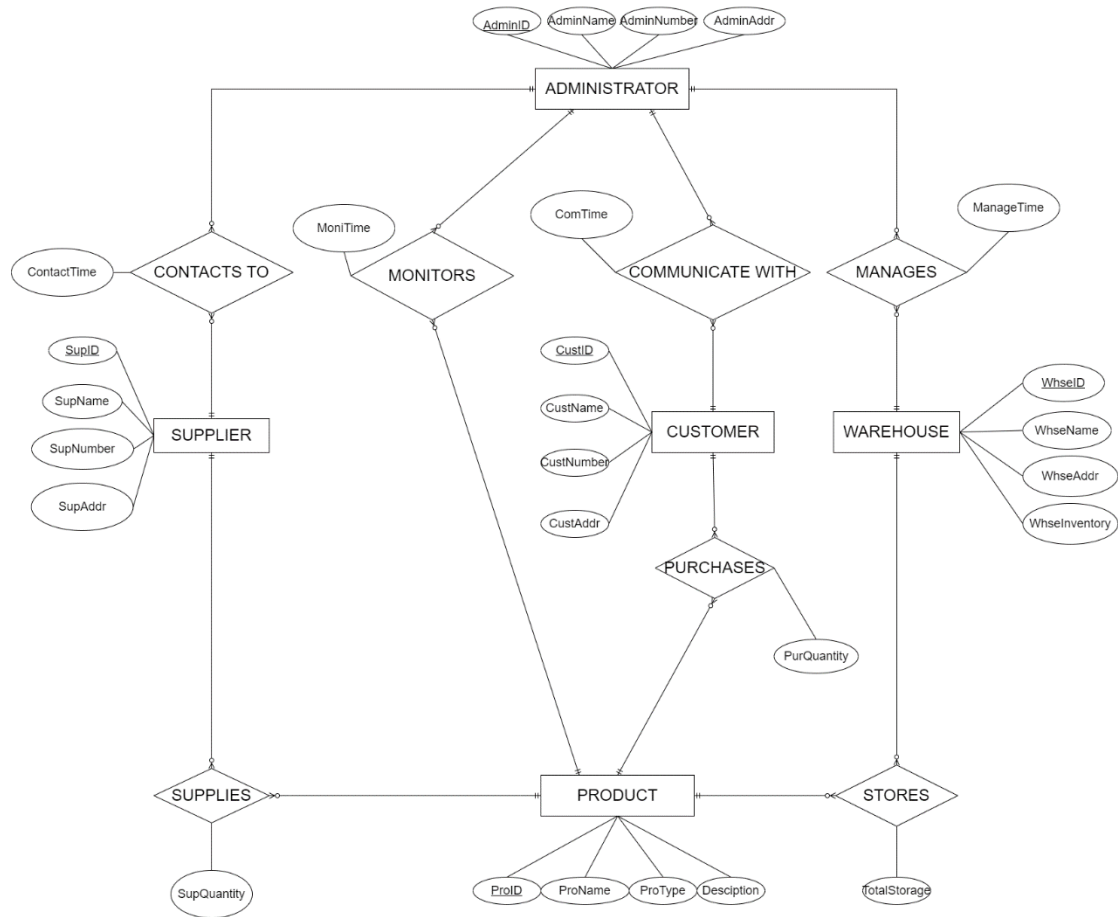 AdminID
AdminName
AdminNumber
AdminAddr
ADMINISTRATOR
MoniTime
ComTime
ManageTime
ContactTime
CONTACTS TO
MONITORS
COMMUNICATE WITH
MANAGES
SupID
SupName
SupNumber
SupAddr
SUPPLIER
CustID
CustName
CustNumber
CustAddr
CUSTOMER
WAREHOUSE
WhseID
WhseName
WhseAddr
WhseInventory
PURCHASES
PurQuantity
SUPPLIES
PRODUCT
STORES
SupQuantity
ProID
ProName
ProType
Desciption
TotalStorage